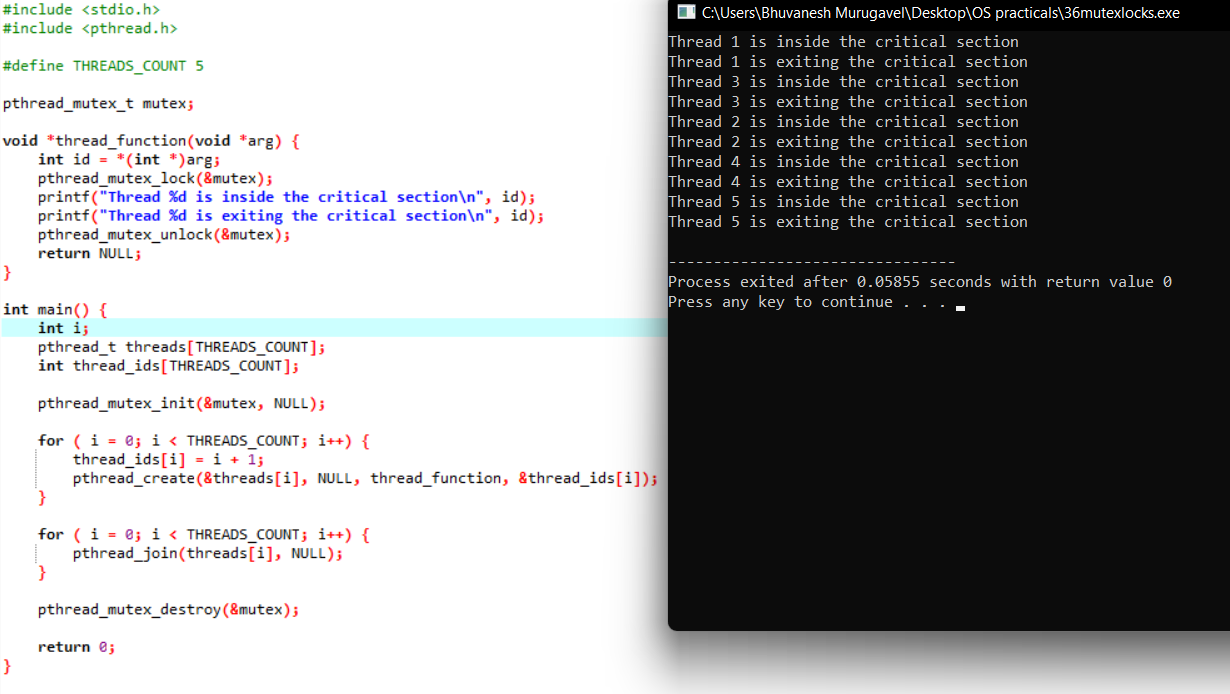 #include <stdio.h>
#include <pthread.h>
#define THREADS_COUNT 5
pthread_mutex_t mutex;
void *thread_function(void *arg) {
    int id = *(int *)arg;
    pthread_mutex_lock(&mutex);
    printf("Thread %d is inside the critical section\n", id);
    printf("Thread %d is exiting the critical section\n", id);
    pthread_mutex_unlock(&mutex);
    return NULL;
}
int main() {
    int i;
    pthread_t threads[THREADS_COUNT];
    int thread_ids[THREADS_COUNT];
    pthread_mutex_init(&mutex, NULL);
    for ( i = 0; i < THREADS_COUNT; i++) {
        thread_ids[i] = i + 1;
        pthread_create(&threads[i], NULL, thread_function, &thread_ids[i]);
    }
    for ( i = 0; i < THREADS_COUNT; i++) {
        pthread_join(threads[i], NULL);
    }
    pthread_mutex_destroy(&mutex);
    return 0;
}
C:\Users\Bhuvanesh Murugavel\Desktop\OS practicals\36mutexlocks.exe
Thread 1 is inside the critical section
Thread 1 is exiting the critical section
Thread 3 is inside the critical section
Thread 3 is exiting the critical section
Thread 2 is inside the critical section
Thread 2 is exiting the critical section
Thread 4 is inside the critical section
Thread 4 is exiting the critical section
Thread 5 is inside the critical section
Thread 5 is exiting the critical section
--------------------------------
Process exited after 0.05855 seconds with return value 0
Press any key to continue . . .